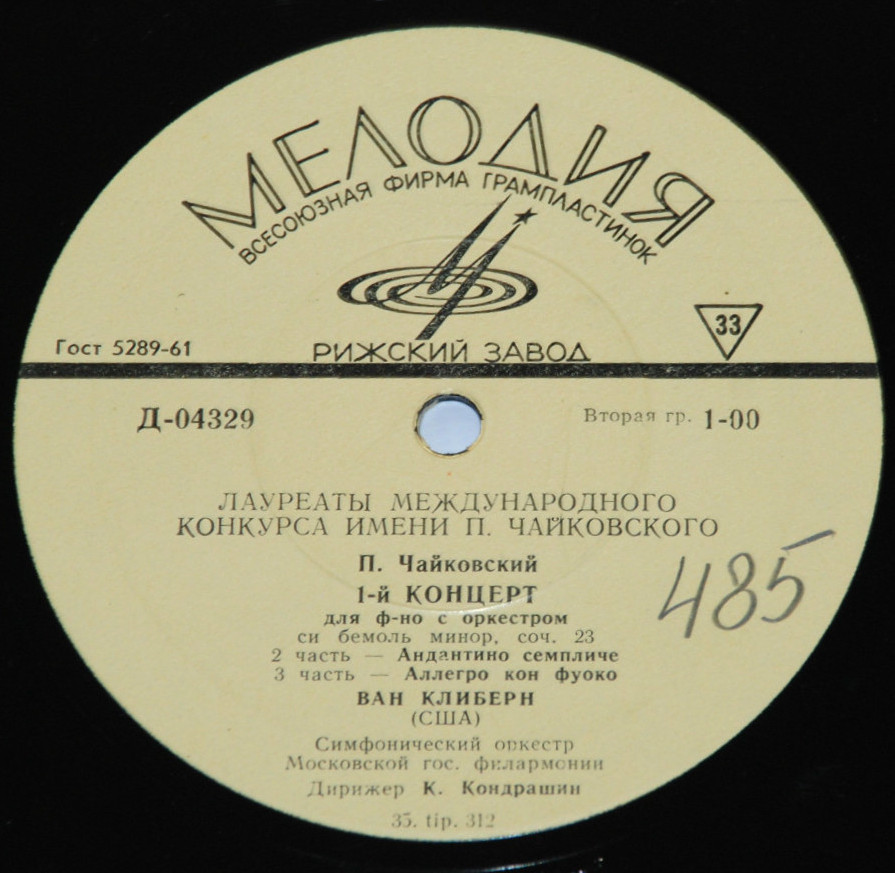 МЕЛОДИЯ
ВСЕСОЮЗНАЯ ФИРМА ГРАМПЛАСТИНОК
33
Гост 5289-61
РИЖСКИЙ ЗАВОД
Д-04329
Вторая гр. 1-00
ЛАУРЕАТЫ МЕЖДУНАРОДНОГО
КОНКУРСА ИМЕНИ П. ЧАЙКОВСКОГО
П. Чайковский
1-й КОНЦЕРТ
для ф-но с оркестром
си бемоль минор, соч. 23
2 часть — Андантино семпличе
3 часть — Аллегро кон фуоко
ВАН КЛИБЕРН
(США)
Симфонический оркестр
Московской гос. филармонии
Дирижер К. Кондрашин
35. tip. 312
485